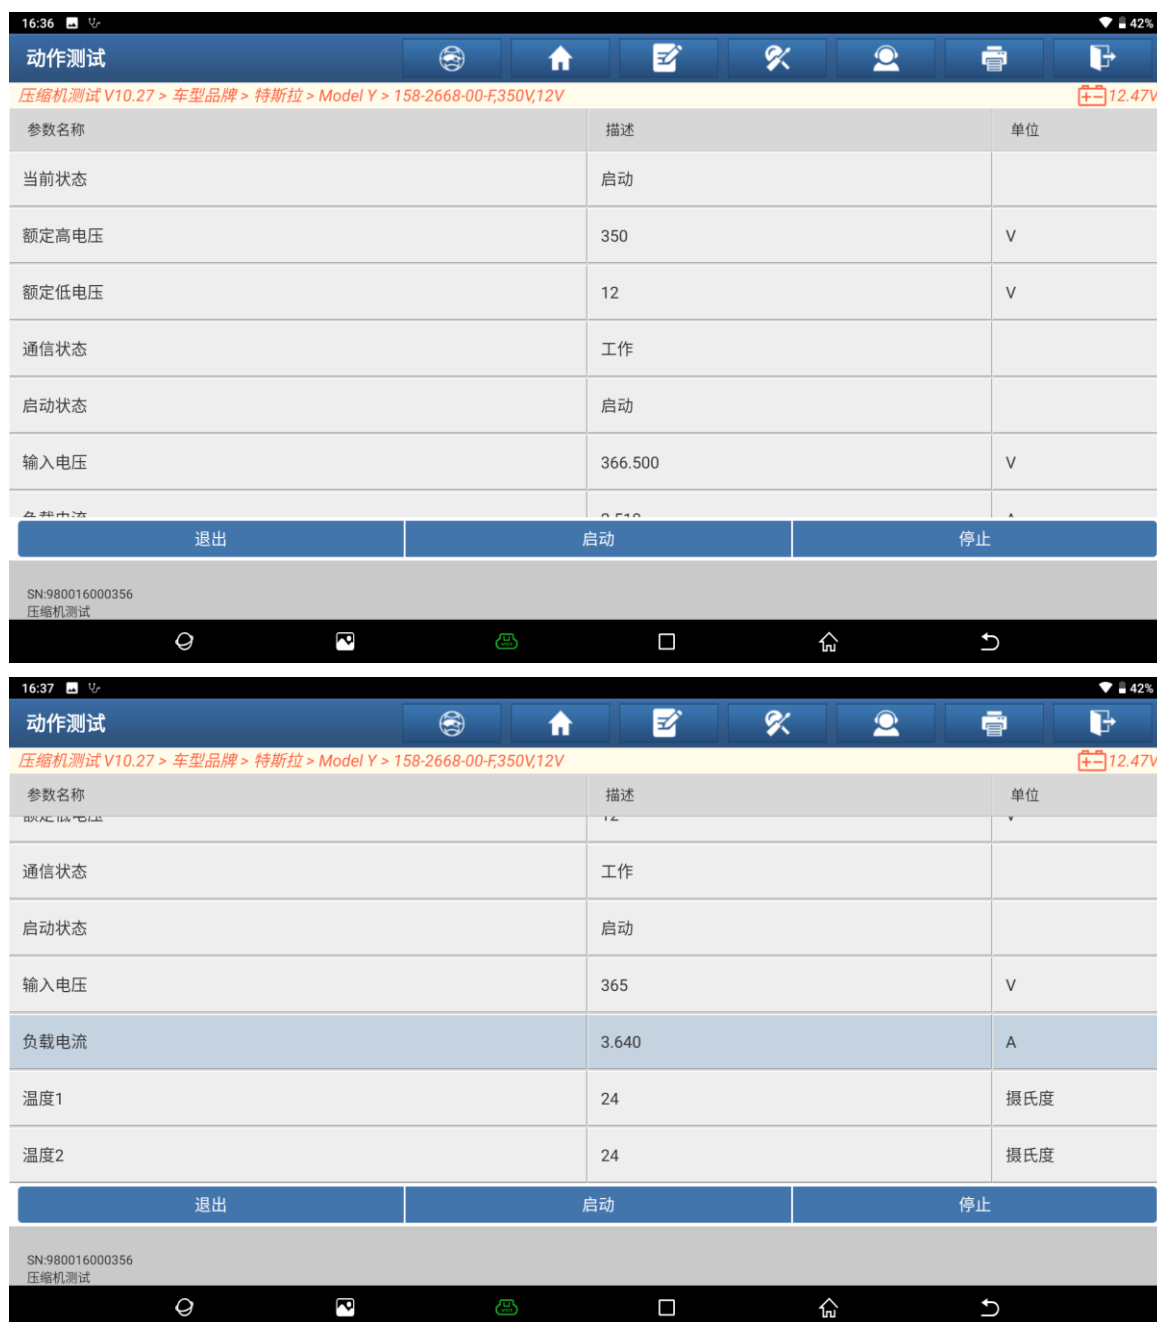 16:36
42%
动作测试
压缩机测试 V10.27 > 车型品牌 > 特斯拉 > Model Y > 158-2668-00-F,350V,12V
12.47V
参数名称 描述 单位
当前状态 启动
额定高电压 350 V
额定低电压 12 V
通信状态 工作
启动状态 启动
输入电压 366.500 V
退出 启动 停止
SN:980016000356
压缩机测试
VCI
16:37
42%
动作测试
压缩机测试 V10.27 > 车型品牌 > 特斯拉 > Model Y > 158-2668-00-F,350V,12V
12.47V
参数名称 描述 单位
额定低电压 12 V
通信状态 工作
启动状态 启动
输入电压 365 V
负载电流 3.640 A
温度1 24 摄氏度
温度2 24 摄氏度
退出 启动 停止
SN:980016000356
压缩机测试
VCI